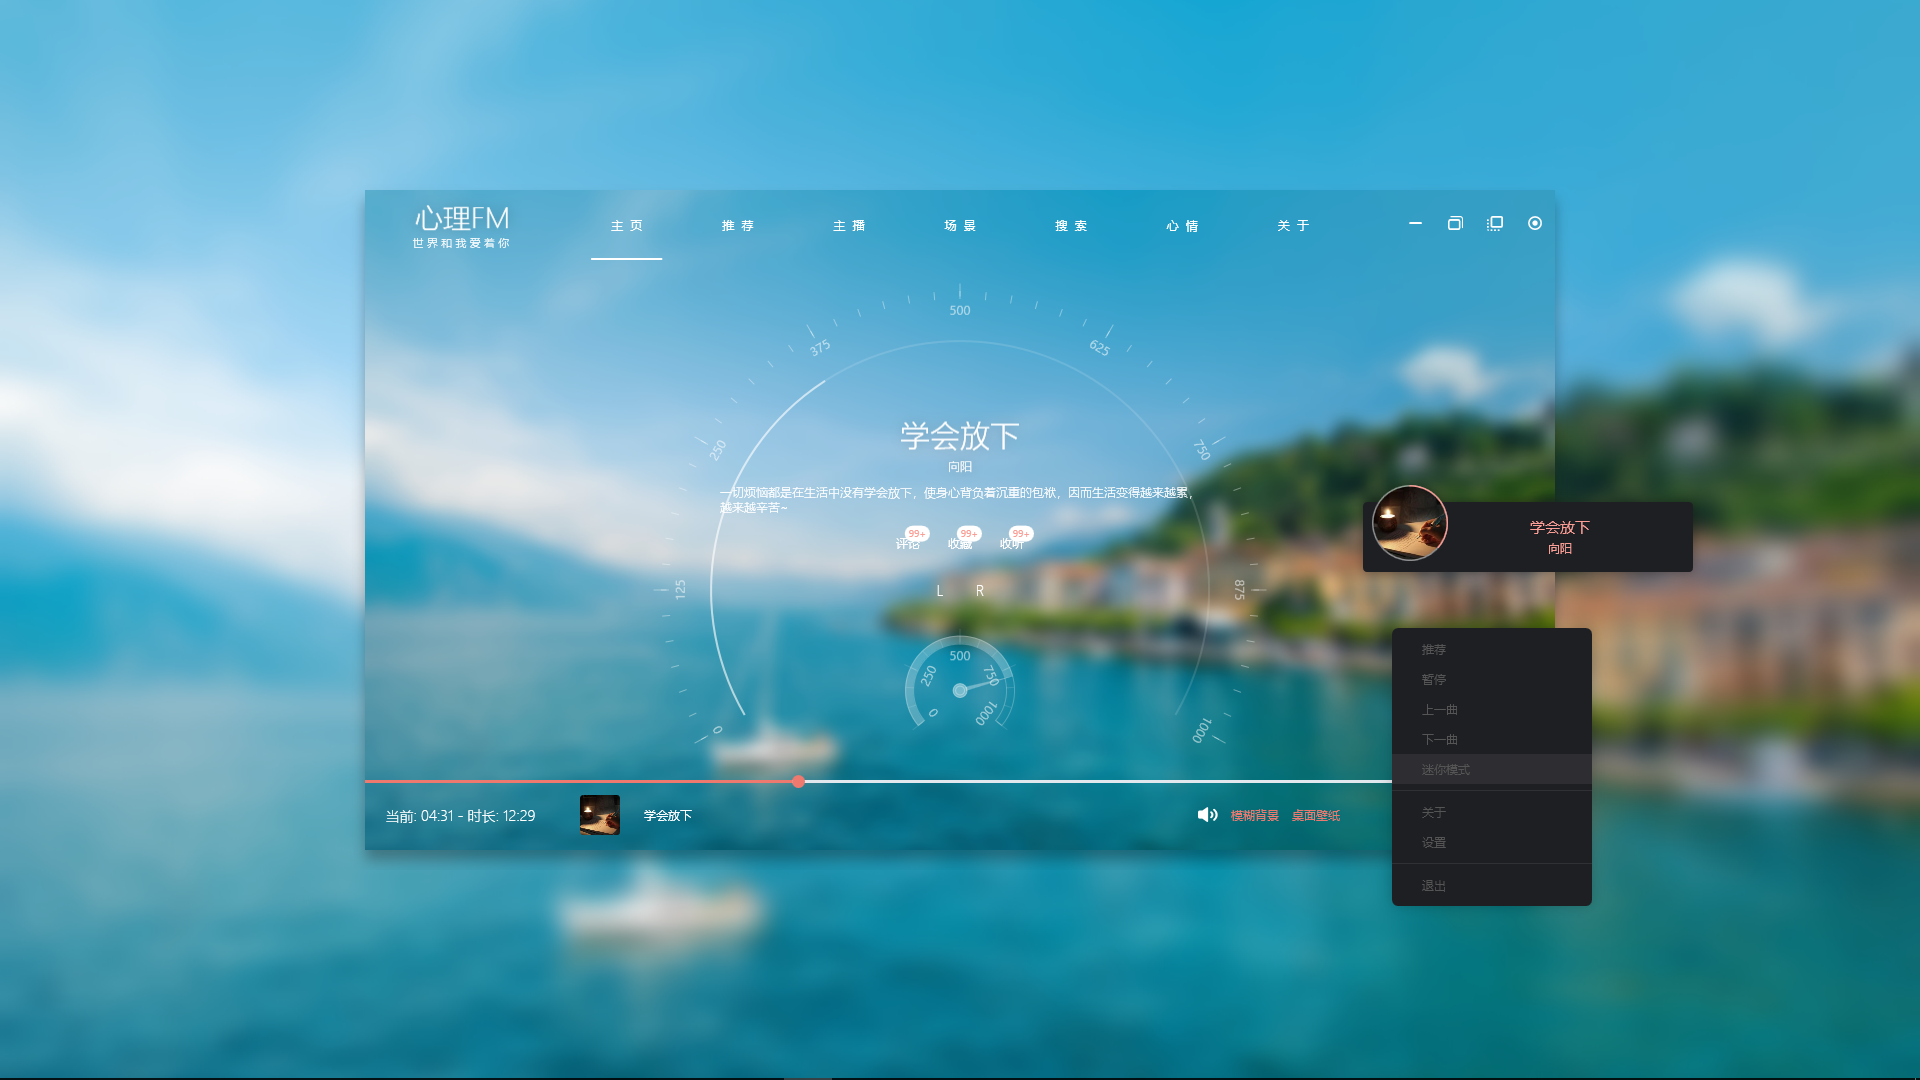 心理FM
世界和我爱着你
主页 推荐 主播 场景 搜索 心情 关于
500
375 625
250 750
学会放下
向阳
一切烦恼都是在生活中没有学会放下，使身心背负着沉重的包袱，因而生活变得越来越累，
越来越辛苦~
99+ 99+ 99+
评论 收藏 收听
125 L R 875
500
250 750
0 1000
0 1000
当前: 04:31 - 时长: 12:29 学会放下 模糊背景 桌面壁纸
学会放下
向阳
推荐
暂停
上一曲
下一曲
迷你模式
关于
设置
退出